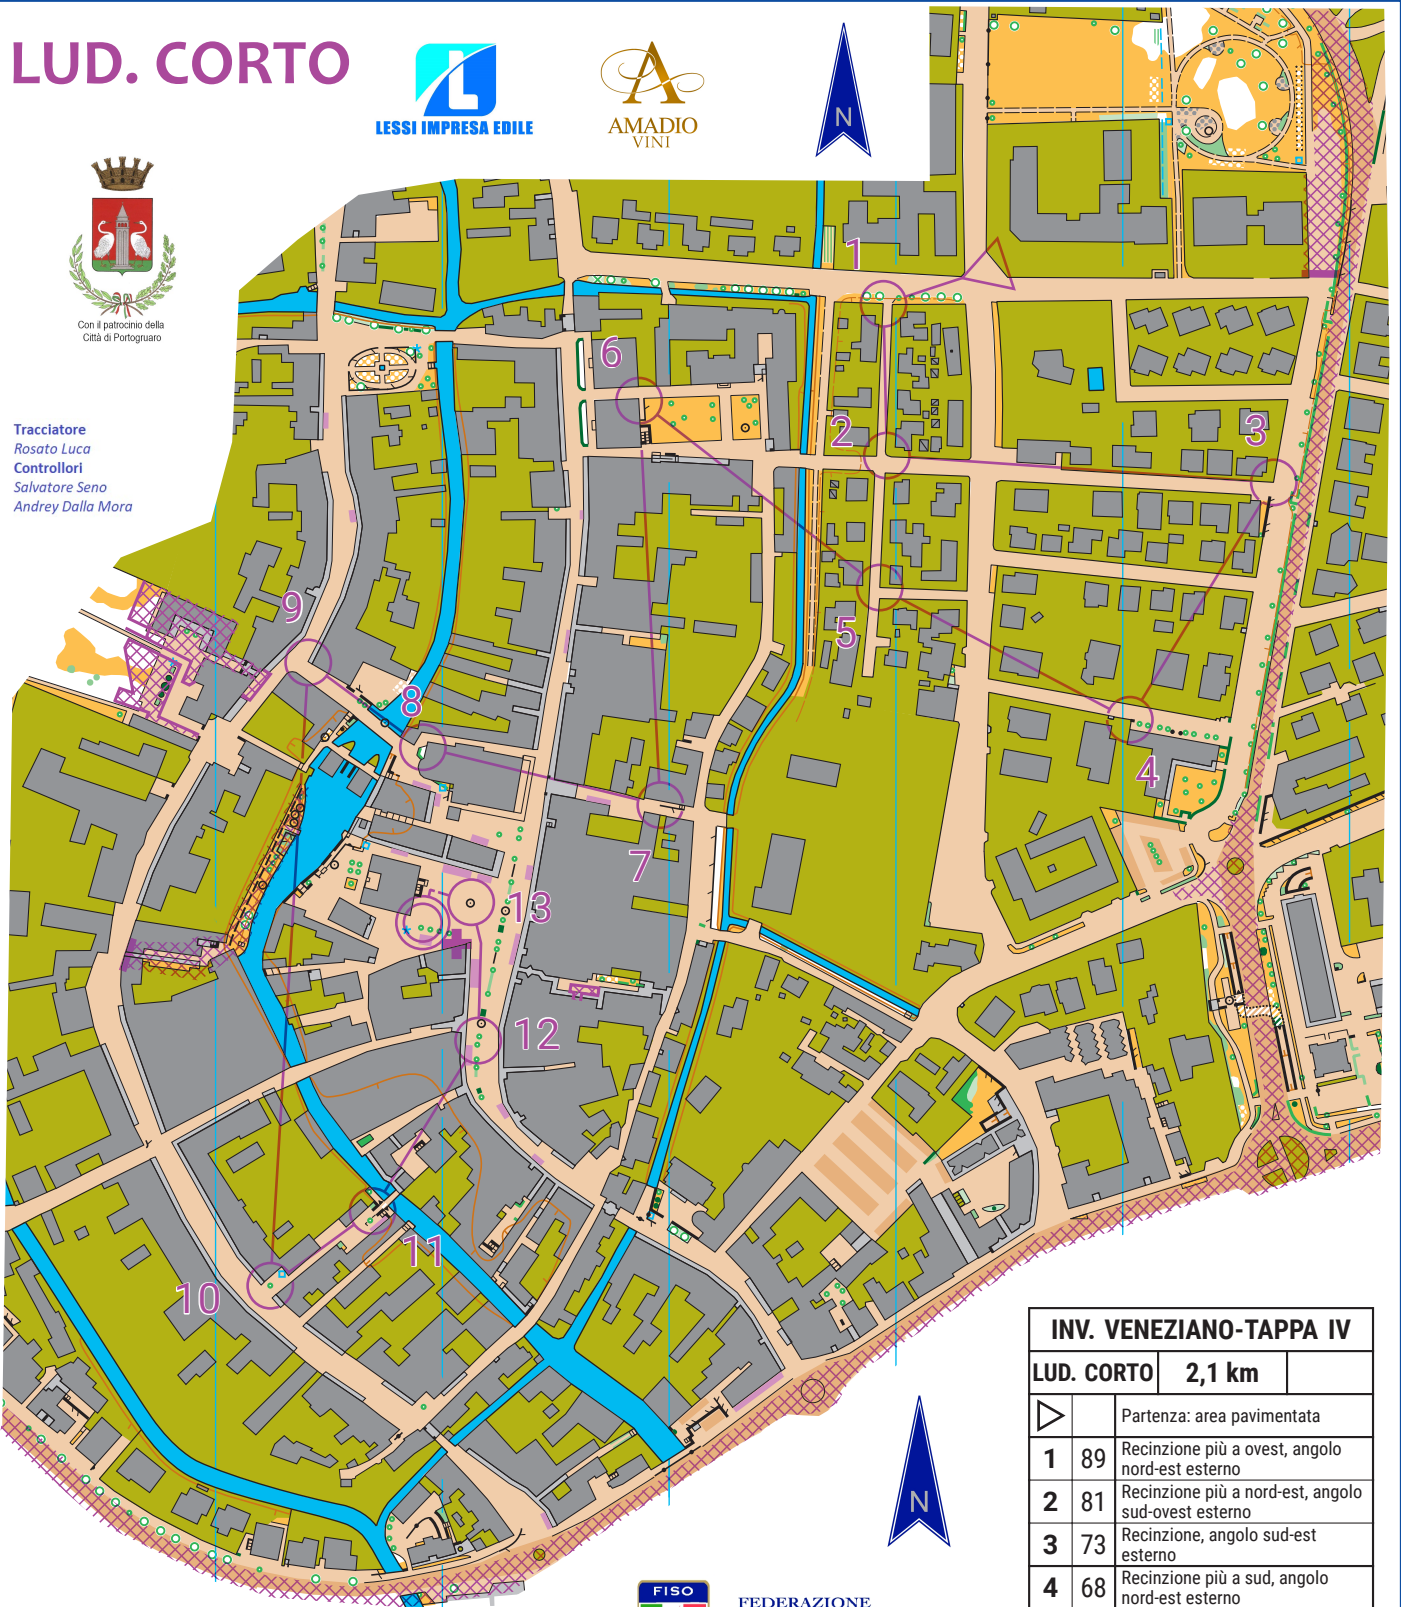 LUD. CORTO
LESSI IMPRESA EDILE
AMADIO
VINI
N
Con il patrocinio della
Città di Portogruaro
Tracciatore
Rosato Luca
Controllori
Salvatore Seno
Andrey Dalla Mora
1
2
3
4
5
6
7
8
9
10
11
12
13
N
INV. VENEZIANO-TAPPA IV
LUD. CORTO 2,1 km
Partenza: area pavimentata
1 89 Recinzione più a ovest, angolo
nord-est esterno
2 81 Recinzione più a nord-est, angolo
sud-ovest esterno
3 73 Recinzione, angolo sud-est
esterno
4 68 Recinzione più a sud, angolo
nord-est esterno
FISO
FEDERAZIONE